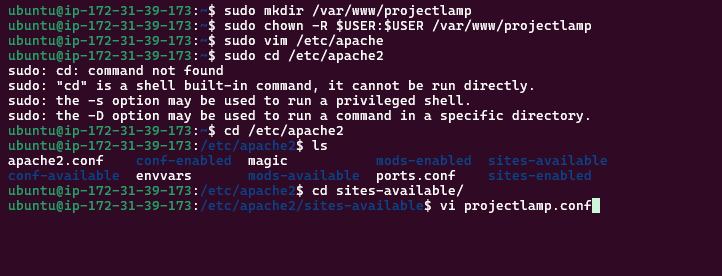 ubuntu@ip-172-31-39-173:~$ sudo mkdir /var/www/projectlamp
ubuntu@ip-172-31-39-173:~$ sudo chown -R $USER:$USER /var/www/projectlamp
ubuntu@ip-172-31-39-173:~$ sudo vim /etc/apache
ubuntu@ip-172-31-39-173:~$ sudo cd /etc/apache2
sudo: cd: command not found
sudo: "cd" is a shell built-in command, it cannot be run directly.
sudo: the -s option may be used to run a privileged shell.
sudo: the -D option may be used to run a command in a specific directory.
ubuntu@ip-172-31-39-173:~$ cd /etc/apache2
ubuntu@ip-172-31-39-173:/etc/apache2$ ls
apache2.conf    conf-enabled  magic           mods-enabled  sites-available
conf-available  envvars       mods-available  ports.conf    sites-enabled
ubuntu@ip-172-31-39-173:/etc/apache2$ cd sites-available/
ubuntu@ip-172-31-39-173:/etc/apache2/sites-available$ vi projectlamp.conf